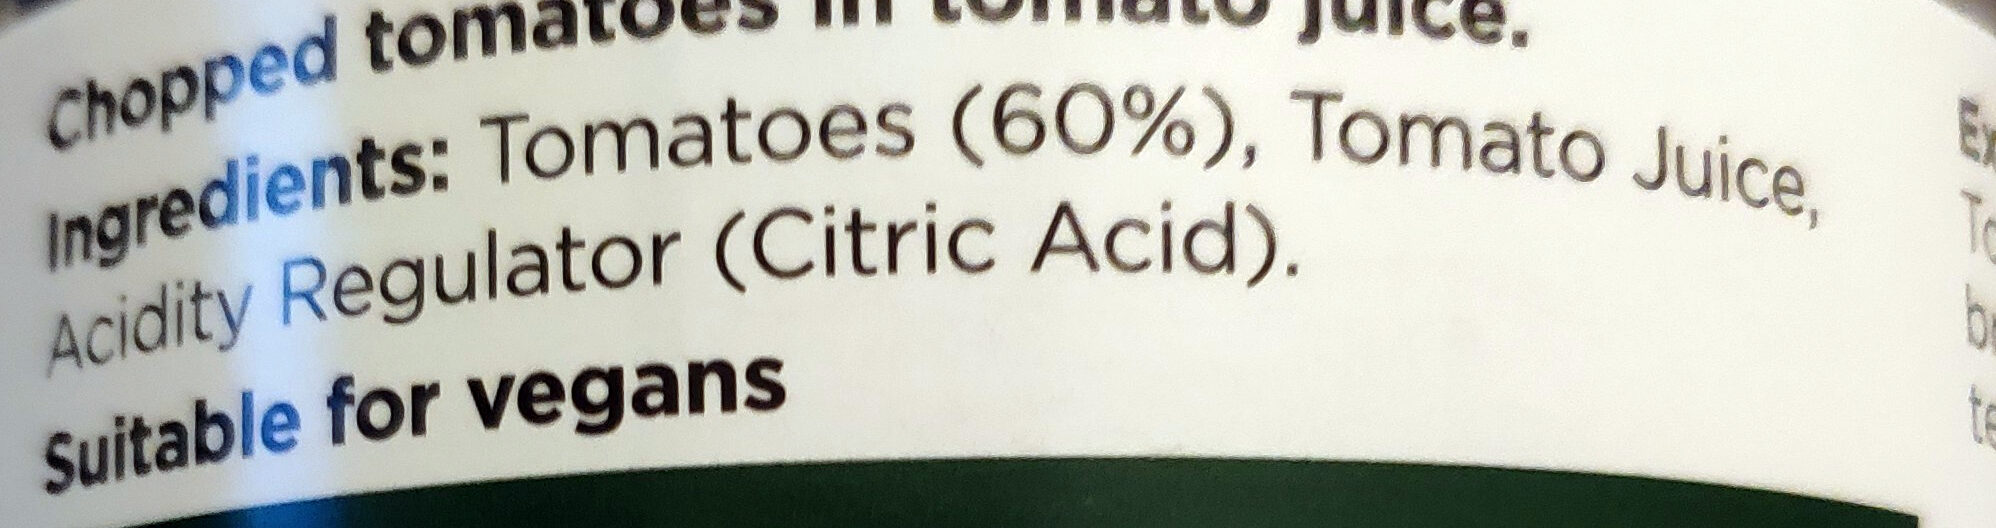 Chopped tomatoes in tomato juice.
Ingredients: Tomatoes (60%), Tomato Juice,
Acidity Regulator (Citric Acid).
Suitable for vegans